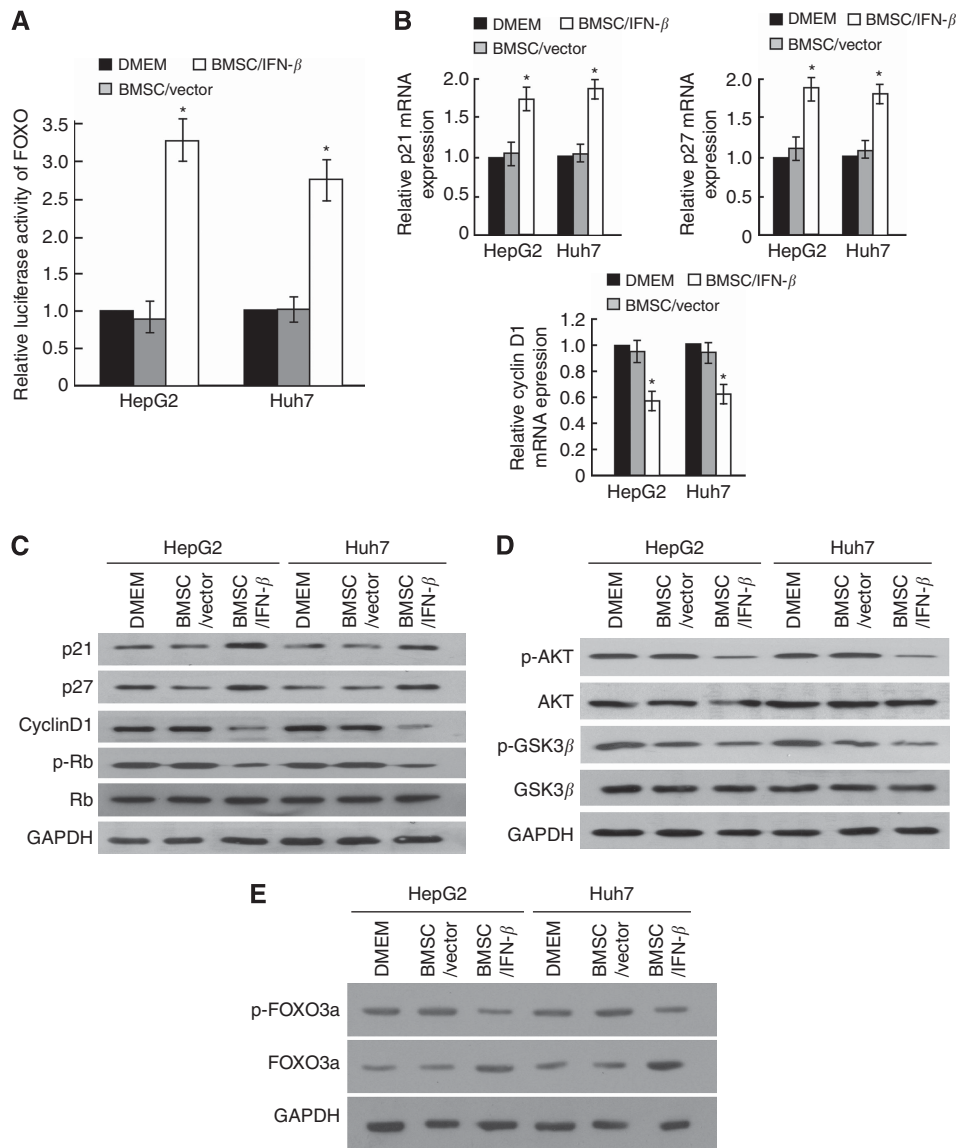 A
DMEM BMSC/IFN-β
BMSC/vector
Relative luciferase activity of FOXO
3.5
3.0
2.5
2.0
1.5
1.0
0.5
0
*
*
HepG2 Huh7
B
DMEM BMSC/IFN-β
BMSC/vector
Relative p21 mRNA
expression
2.0
1.5
1.0
0.5
0
*
*
HepG2 Huh7
DMEM BMSC/IFN-β
BMSC/vector
Relative p27 mRNA
expression
2.0
1.5
1.0
0.5
0
*
*
HepG2 Huh7
DMEM BMSC/IFN-β
BMSC/vector
Relative cyclin D1
mRNA epression
1.2
1.0
0.8
0.6
0.4
0.2
0
*
*
HepG2 Huh7
C
HepG2 Huh7
DMEM
BMSC
/vector
BMSC
/IFN-β
DMEM
BMSC
/vector
BMSC
/IFN-β
p21
p27
CyclinD1
p-Rb
Rb
GAPDH
D
HepG2 Huh7
DMEM
BMSC
/vector
BMSC
/IFN-β
DMEM
BMSC
/vector
BMSC
/IFN-β
p-AKT
AKT
p-GSK3β
GSK3β
GAPDH
E
HepG2 Huh7
DMEM
BMSC
/vector
BMSC
/IFN-β
DMEM
BMSC
/vector
BMSC
/IFN-β
p-FOXO3a
FOXO3a
GAPDH